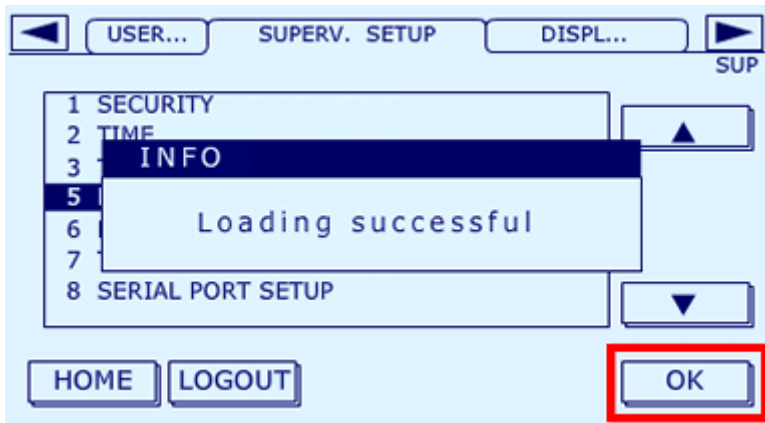 USER... SUPERV. SETUP DISPL...
SUP
1 SECURITY
2 TIME
3
INFO
5
6
Loading successful
7
8 SERIAL PORT SETUP
HOME LOGOUT OK